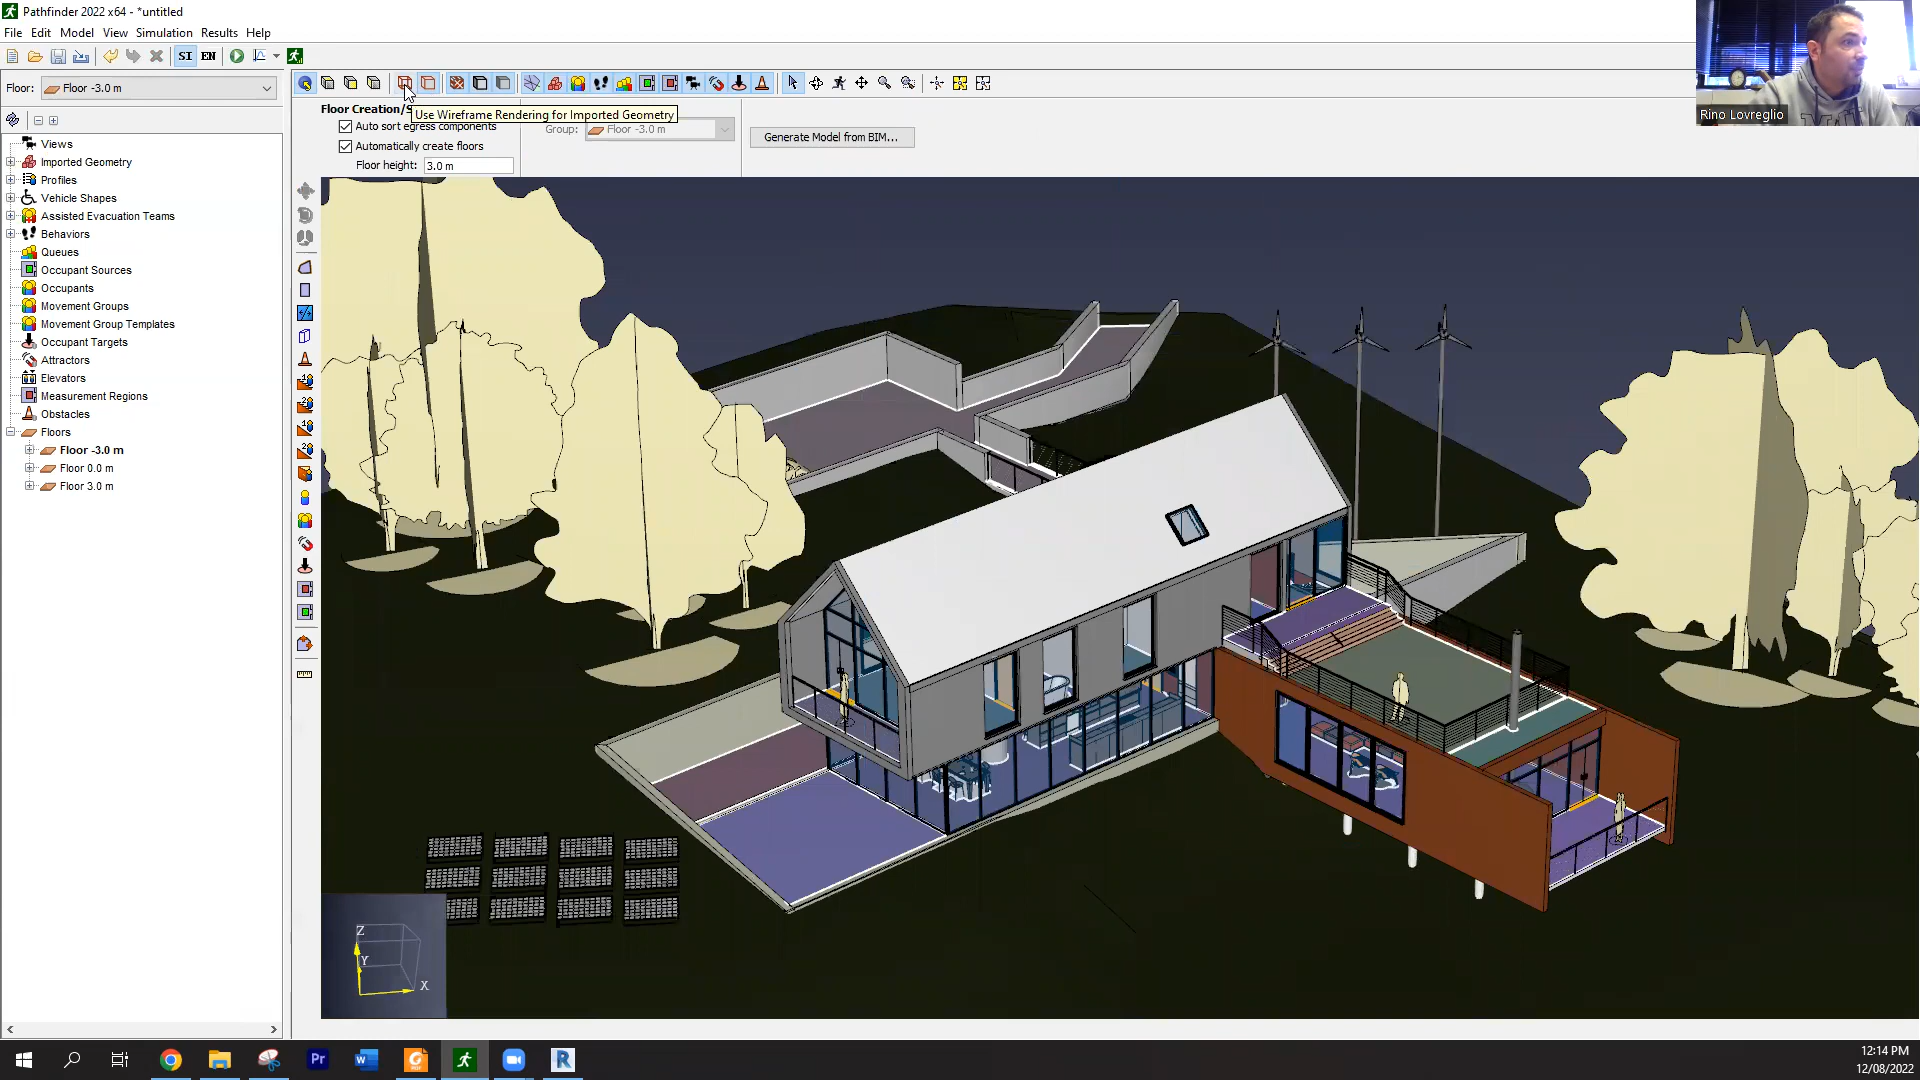 Pathfinder 2022 x64 - *untitled
File Edit Model View Simulation Results Help
SI EN
Floor: Floor -3.0 m
Use Wireframe Rendering for Imported Geometry
Floor Creation/S
Auto sort egress components
Automatically create floors
Floor height: 3.0 m
Group: Floor -3.0 m
Generate Model from BIM...
Rino Lovreglio
Views
Imported Geometry
Profiles
Vehicle Shapes
Assisted Evacuation Teams
Behaviors
Queues
Occupant Sources
Occupants
Movement Groups
Movement Group Templates
Occupant Targets
Attractors
Elevators
Measurement Regions
Obstacles
Floors
Floor -3.0 m
Floor 0.0 m
Floor 3.0 m
Z
Y
X
Pr
12:14 PM
12/08/2022